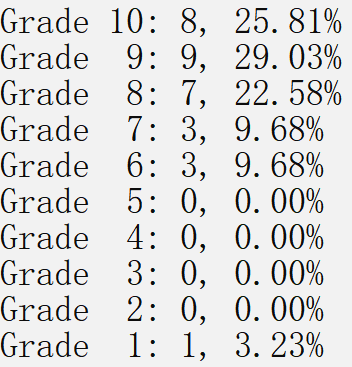 Grade 10: 8, 25.81%
Grade  9: 9, 29.03%
Grade  8: 7, 22.58%
Grade  7: 3, 9.68%
Grade  6: 3, 9.68%
Grade  5: 0, 0.00%
Grade  4: 0, 0.00%
Grade  3: 0, 0.00%
Grade  2: 0, 0.00%
Grade  1: 1, 3.23%